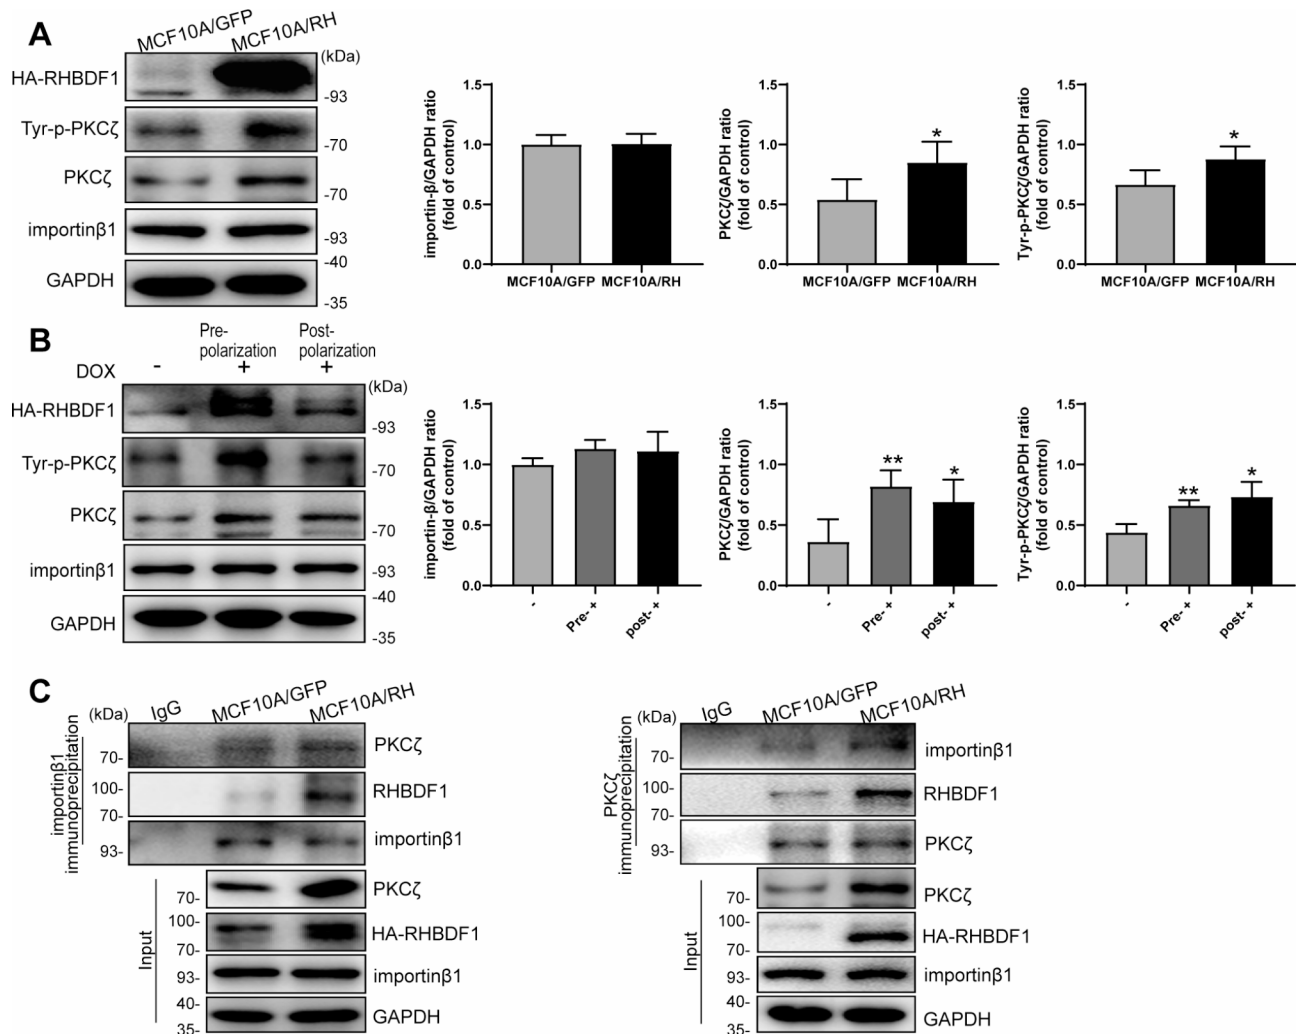 A
MCF10A/GFP
MCF10A/RH
(kDa)
HA-RHBDF1
-93
Tyr-p-PKCζ
-70
PKCζ
-70
importinβ1
-93
-40
GAPDH
-35
importin-β/GAPDH ratio
(fold of control)
1.5
1.0
0.5
0.0
MCF10A/GFP MCF10A/RH
PKCζ/GAPDH ratio
(fold of control)
1.5
1.0
0.5
0.0
*
MCF10A/GFP MCF10A/RH
Tyr-p-PKCζ/GAPDH ratio
(fold of control)
1.5
1.0
0.5
0.0
*
MCF10A/GFP MCF10A/RH
B
Pre-
polarization
Post-
polarization
DOX - + +
(kDa)
HA-RHBDF1
-93
Tyr-p-PKCζ
-70
PKCζ
-70
importinβ1
-93
-40
GAPDH
-35
importin-β/GAPDH ratio
(fold of control)
1.5
1.0
0.5
0.0
- Pre- + post- +
PKCζ/GAPDH ratio
(fold of control)
1.5
1.0
0.5
0.0
** *
- Pre- + post- +
Tyr-p-PKCζ/GAPDH ratio
(fold of control)
1.5
1.0
0.5
0.0
** *
- Pre- + post- +
C
(kDa)
IgG
MCF10A/GFP
MCF10A/RH
importinβ1
immunoprecipitation
70-
PKCζ
100-
RHBDF1
70-
importinβ1
93-
Input
PKCζ
70-
100-
HA-RHBDF1
70-
importinβ1
93-
40-
GAPDH
35-
(kDa)
IgG
MCF10A/GFP
MCF10A/RH
PKCζ
immunoprecipitation
importinβ1
70-
100-
RHBDF1
70-
PKCζ
93-
Input
PKCζ
70-
100-
HA-RHBDF1
70-
importinβ1
93-
40-
GAPDH
35-